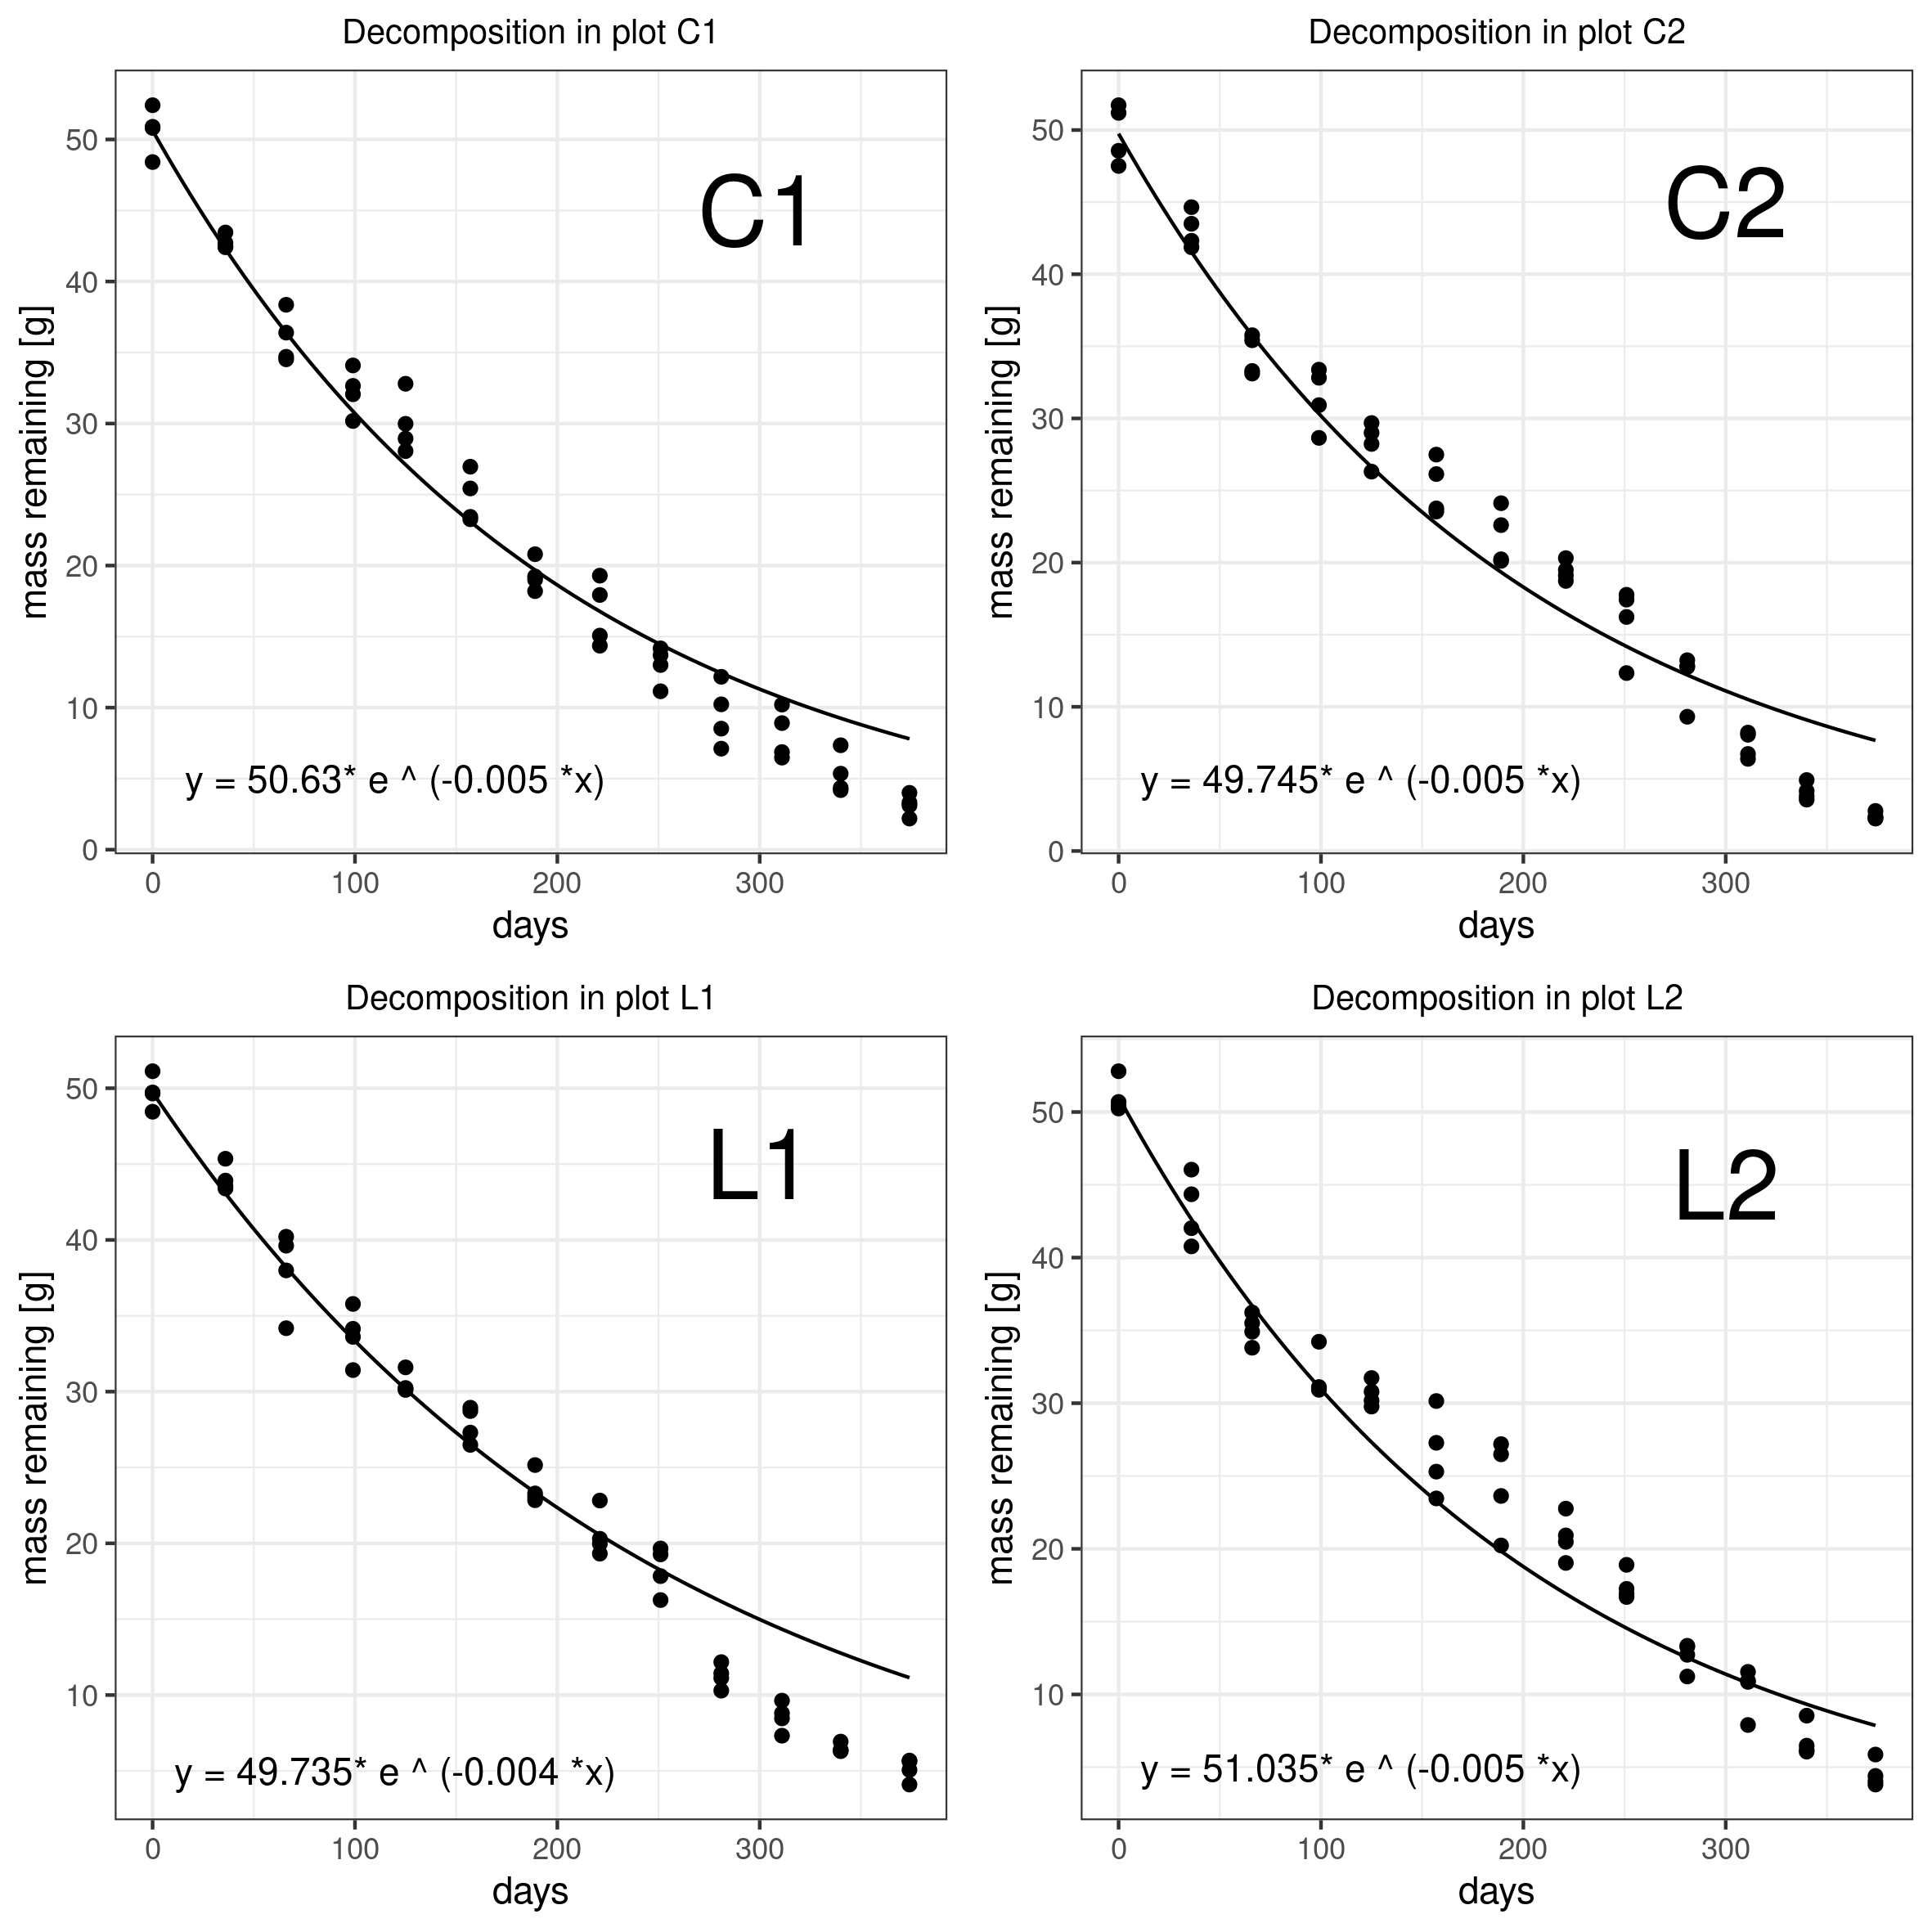 Decomposition in plot C1
C1
mass remaining [g]
50
40
30
20
10
0
y = 50.63* e ^ (-0.005 *x)
0 100 200 300
days
Decomposition in plot C2
C2
mass remaining [g]
50
40
30
20
10
0
y = 49.745* e ^ (-0.005 *x)
0 100 200 300
days
Decomposition in plot L1
L1
mass remaining [g]
50
40
30
20
10
y = 49.735* e ^ (-0.004 *x)
0 100 200 300
days
Decomposition in plot L2
L2
mass remaining [g]
50
40
30
20
10
y = 51.035* e ^ (-0.005 *x)
0 100 200 300
days